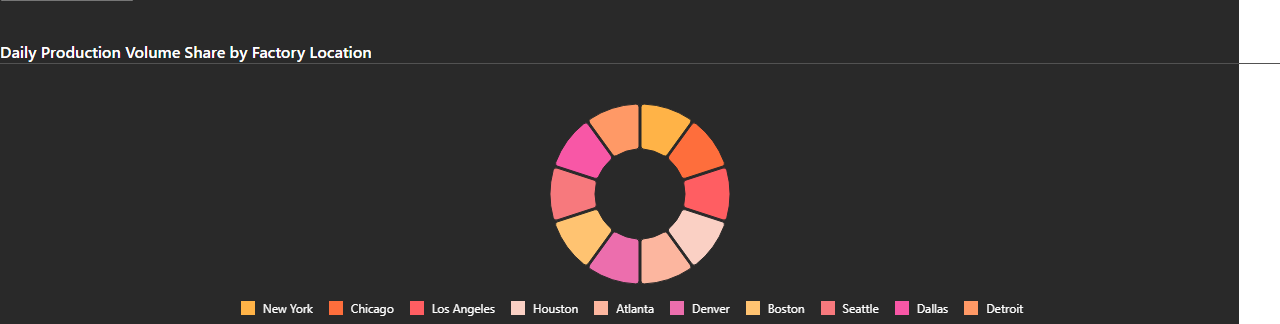 Daily Production Volume Share by Factory Location
New York Chicago Los Angeles Houston Atlanta Denver Boston Seattle Dallas Detroit